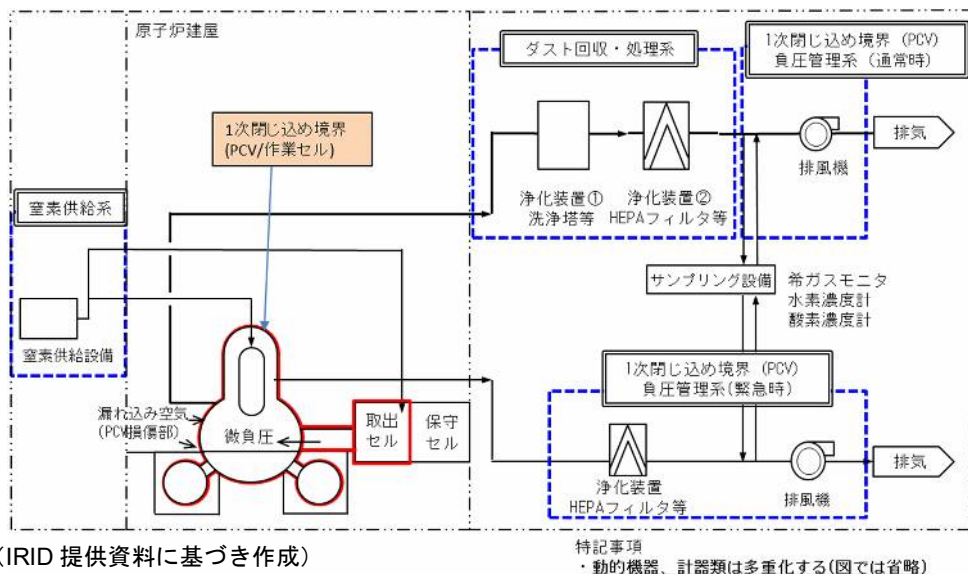 原子炉建屋
ダスト回収・処理系
1次閉じ込め境界 (PCV)
負圧管理系 (通常時)
1次閉じ込め境界
(PCV/作業セル)
排気
排風機
浄化装置①
洗浄塔等
浄化装置②
HEPAフィルタ等
窒素供給系
サンプリング設備
希ガスモニタ
水素濃度計
酸素濃度計
窒素供給設備
1次閉じ込め境界 (PCV)
負圧管理系(緊急時)
漏れ込み空気
(PCV損傷部)
微負圧
取出
セル
保守
セル
浄化装置
HEPAフィルタ等
排風機
排気
(IRID 提供資料に基づき作成)
特記事項
・動的機器、計器類は多重化する(図では省略)